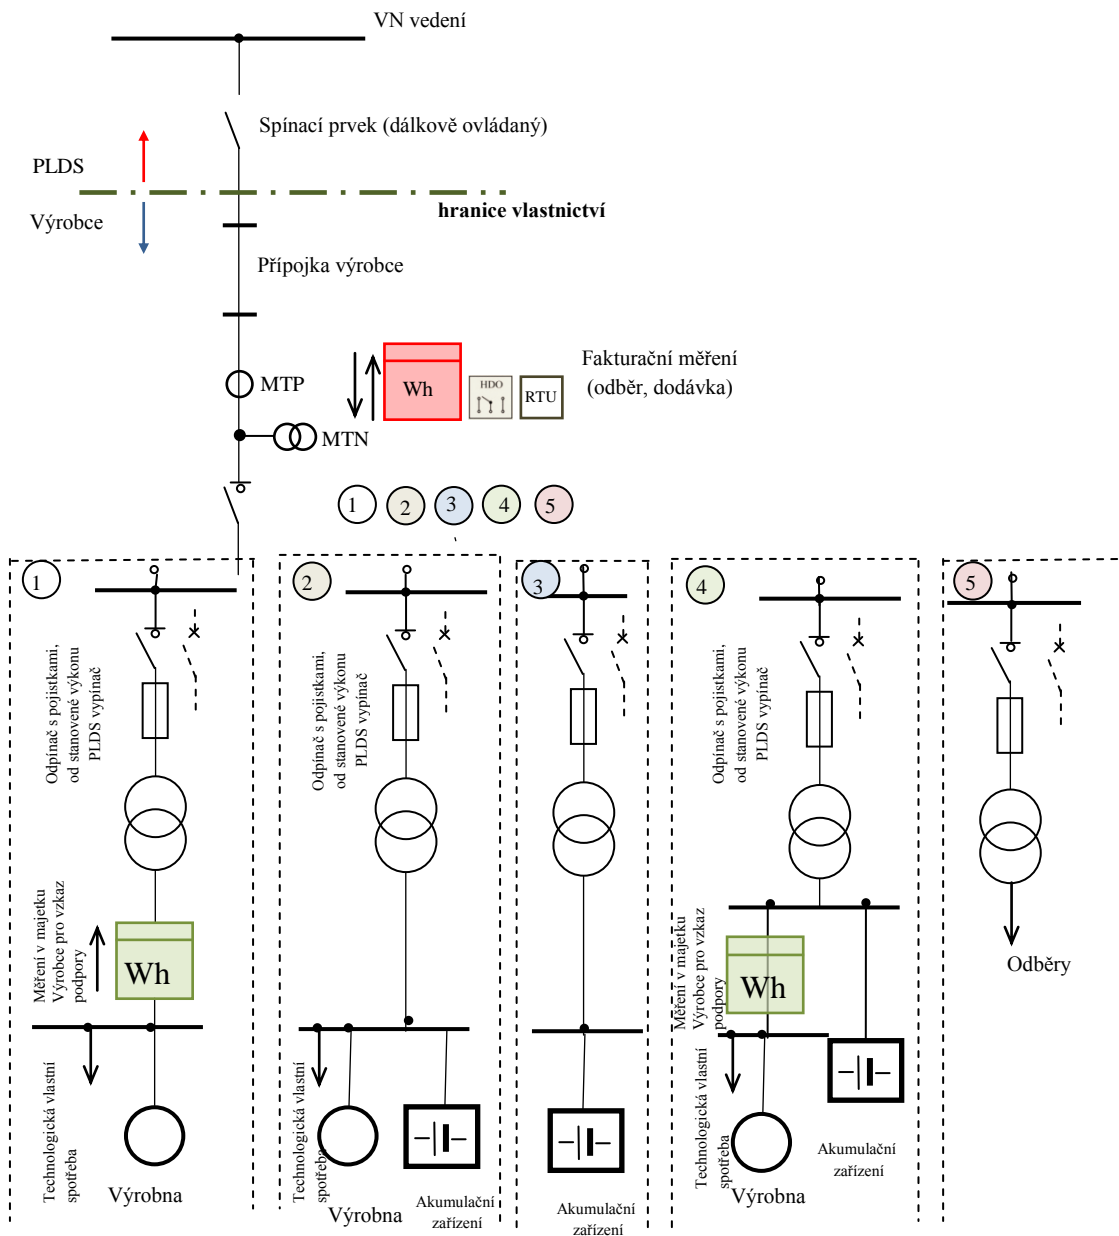 VN vedení
Spínací prvek (dálkově ovládaný)
PLDS
hranice vlastnictví
Výrobce
Přípojka výrobce
MTP
Wh
HDO
RTU
Fakturační měření
(odběr, dodávka)
MTN
1
2
3
4
5
1
Odpínač s pojistkami,
od stanovené výkonu
PLDS vypínač
Měření v majetku
Výrobce pro vzkaz
podpory
Wh
Technologická vlastní
spotřeba
Výrobna
2
Odpínač s pojistkami,
od stanovené výkonu
PLDS vypínač
Technologická vlastní
spotřeba
Výrobna
Akumulační
zařízení
3
Akumulační
zařízení
4
Odpínač s pojistkami,
od stanovené výkonu
PLDS vypínač
Měření v majetku
Výrobce pro vzkaz
podpory
Wh
Technologická vlastní
spotřeba
Výrobna
Akumulační
zařízení
5
Odběry